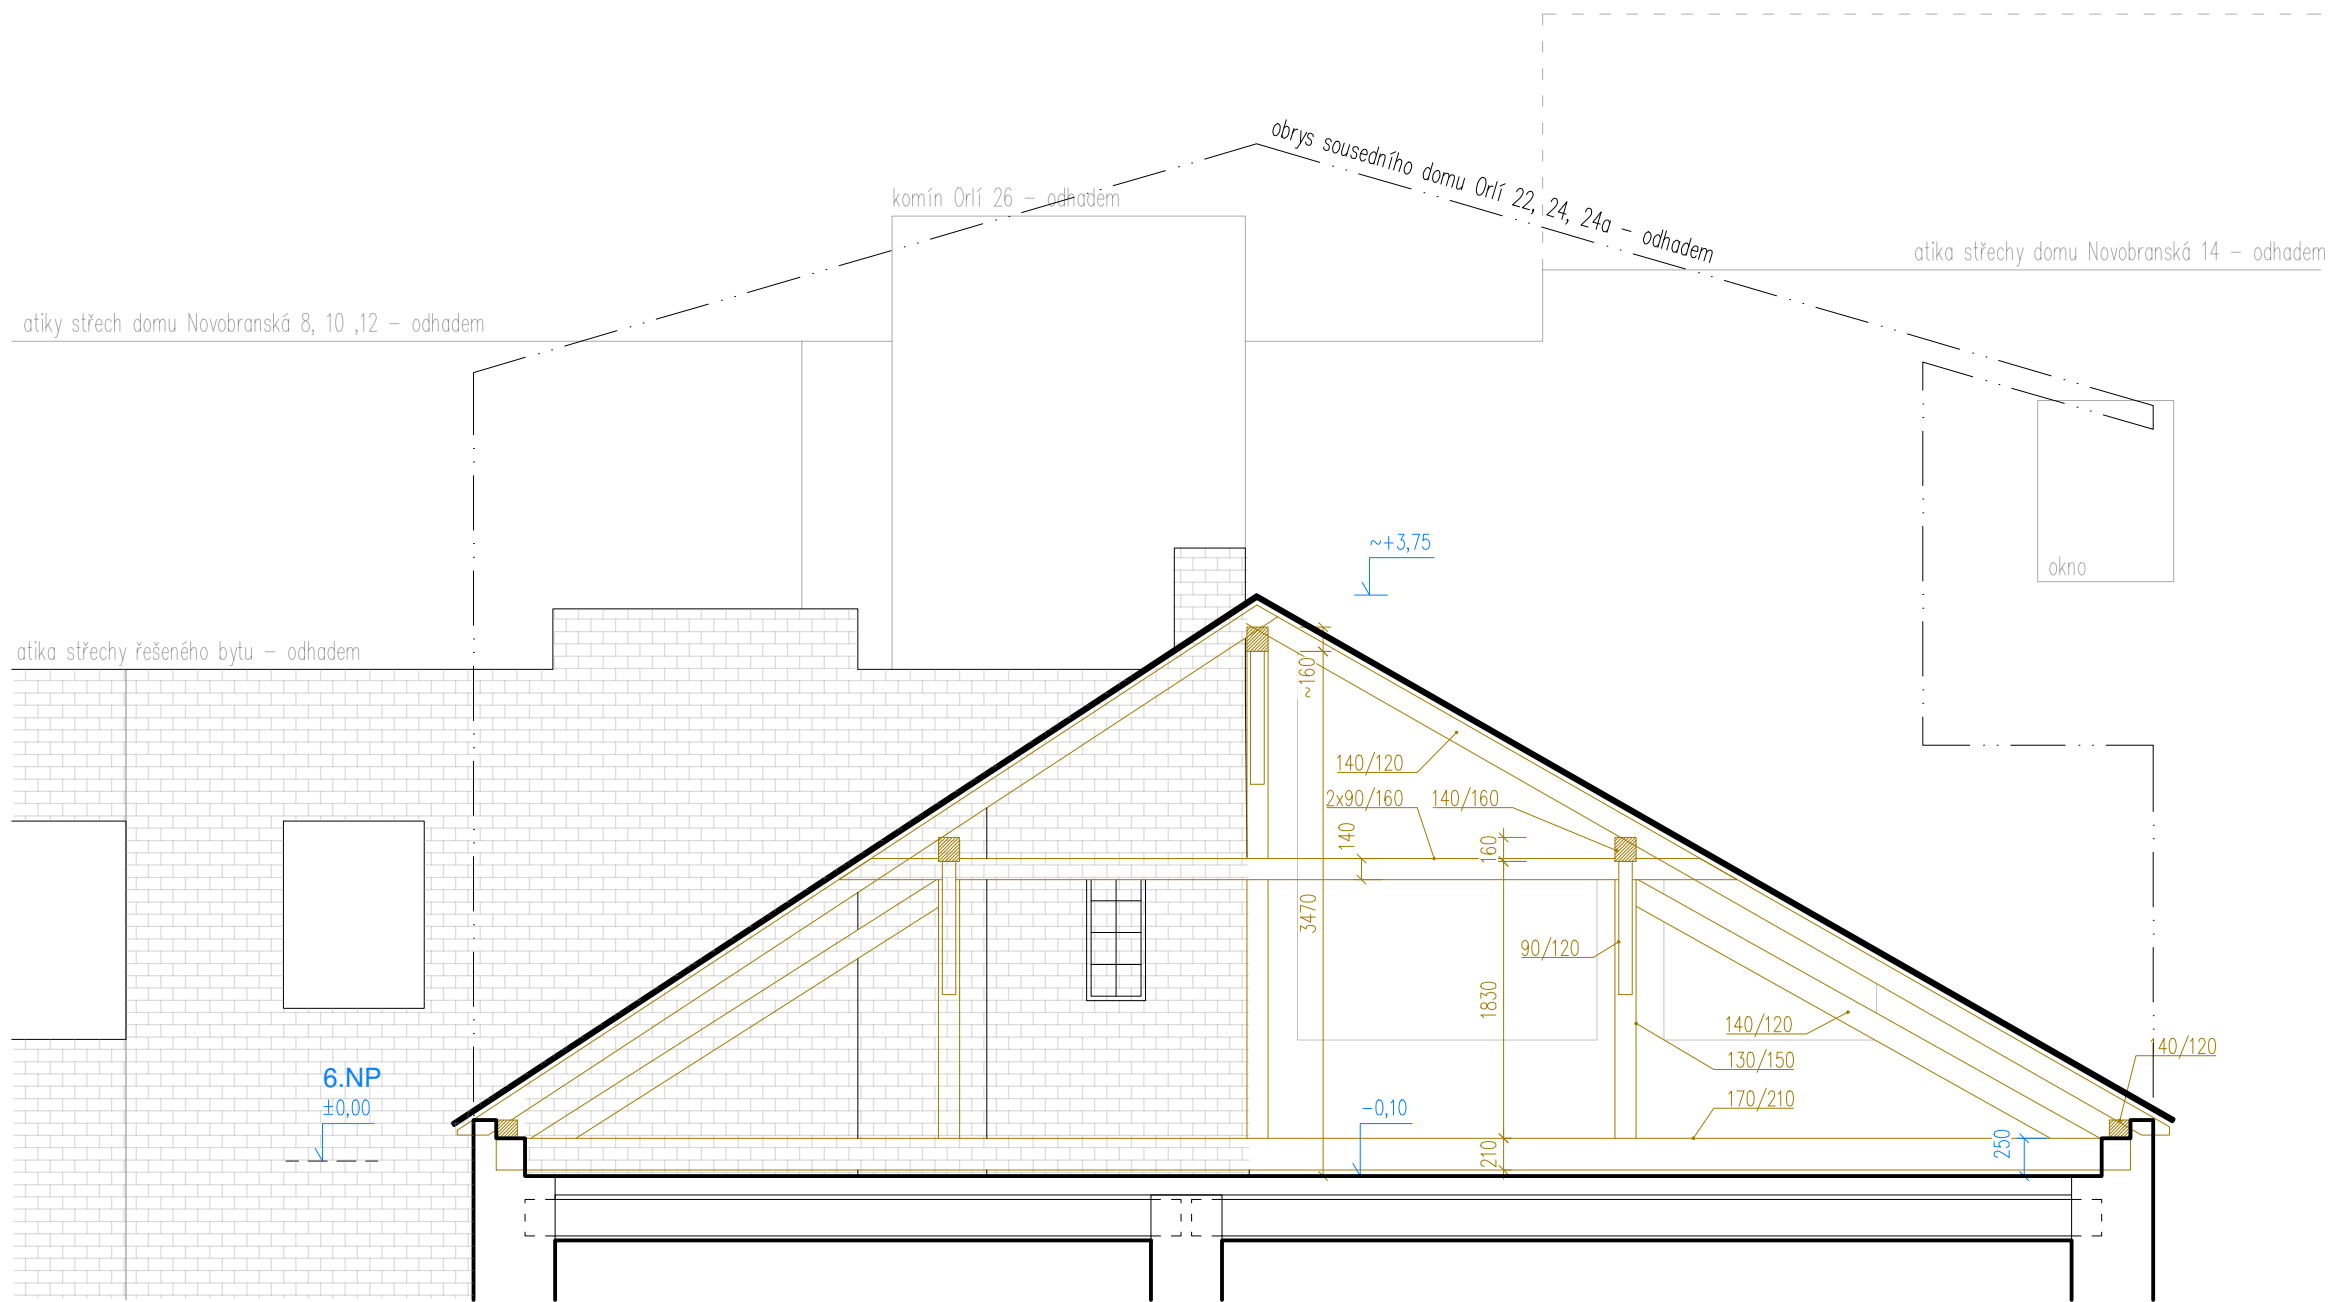 obrys sousedního domu Orlí 22, 24, 24a - odhadem
komín Orlí 26 - odhadem
atika střechy domu Novobranská 14 - odhadem
atiky střech domu Novobranská 8, 10 ,12 - odhadem
~+3,75
okno
atika střechy řešeného bytu - odhadem
~160
140/120
2x90/160
140/160
140
160
3470
90/120
1830
140/120
130/150
140/120
6.NP
±0,00
-0,10
170/210
210
250